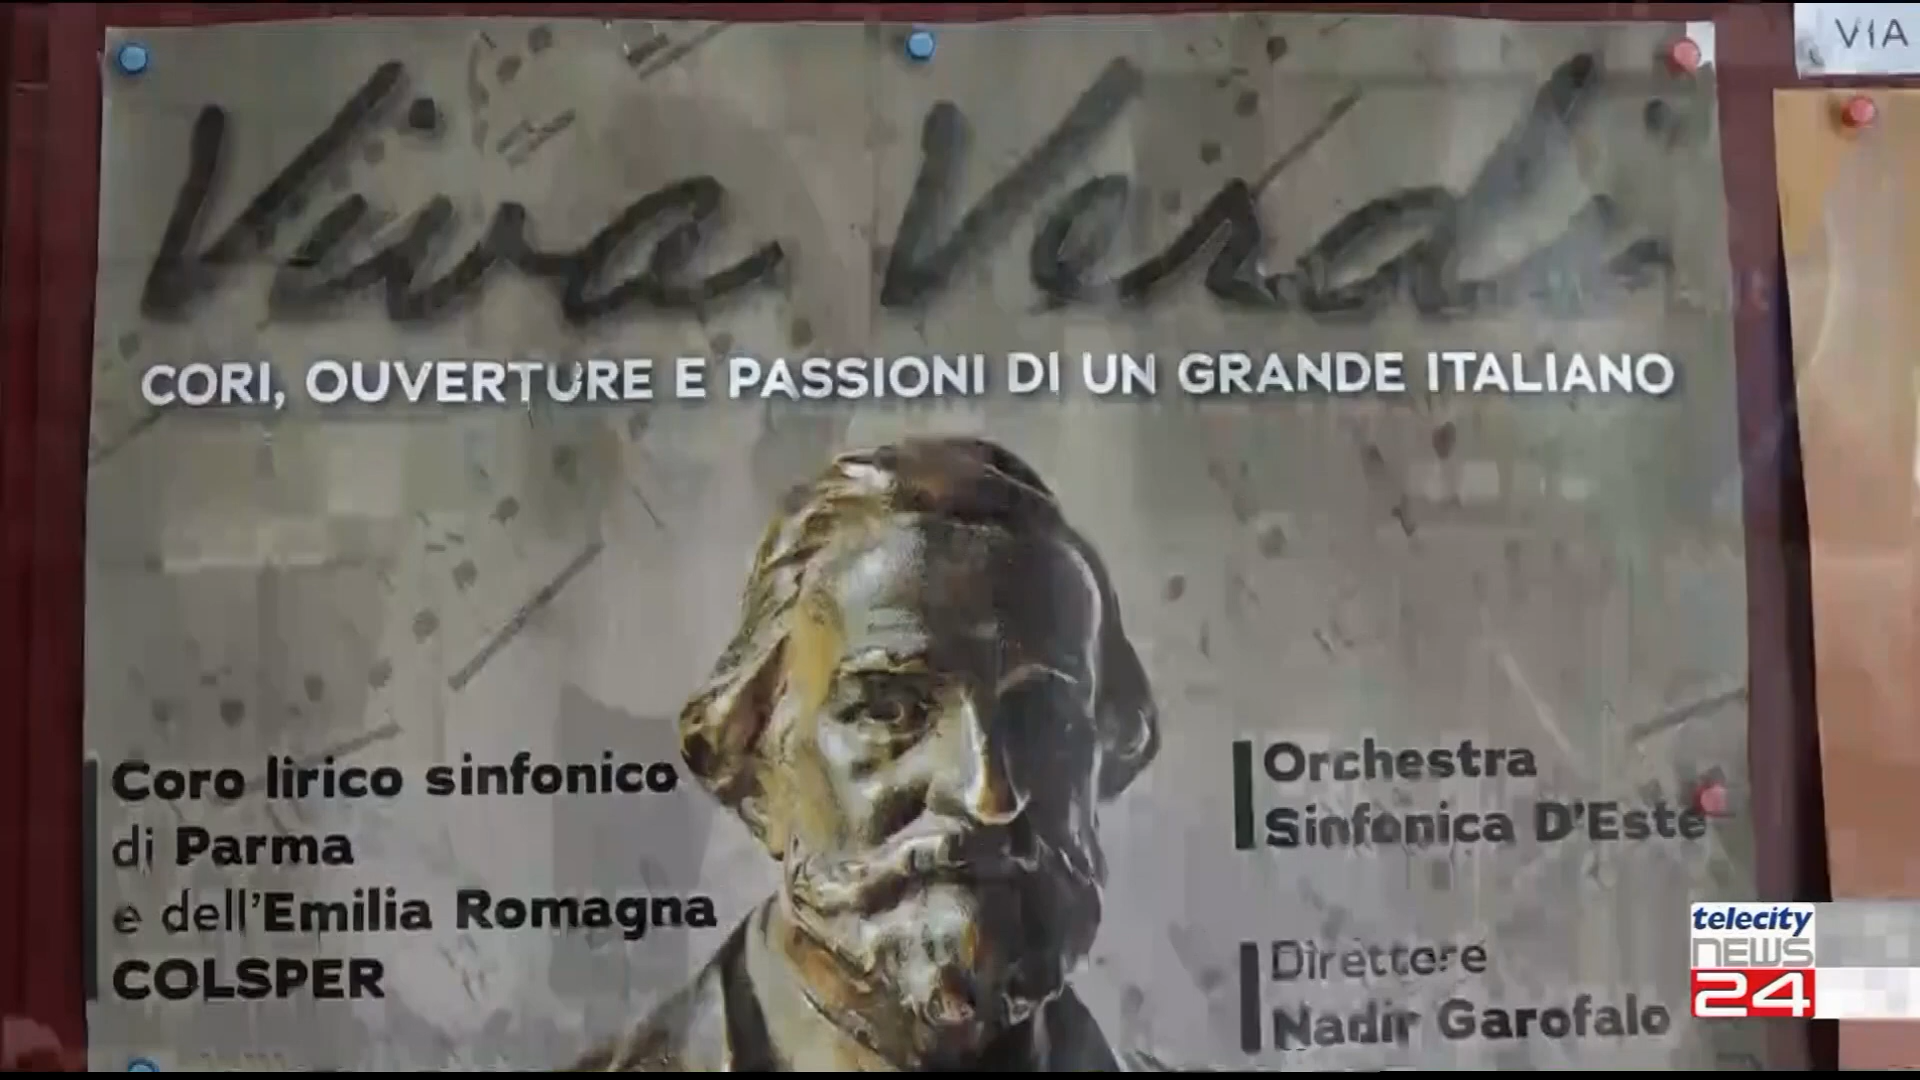 Viva Verdi
CORI, OUVERTURE E PASSIONI DI UN GRANDE ITALIANO
Coro lirico sinfonico
di Parma
e dell'Emilia Romagna
COLSPER
Orchestra
Sinfonica D'Este
Direttore
Nadir Garofalo
VIA
telecity
NEWS
24